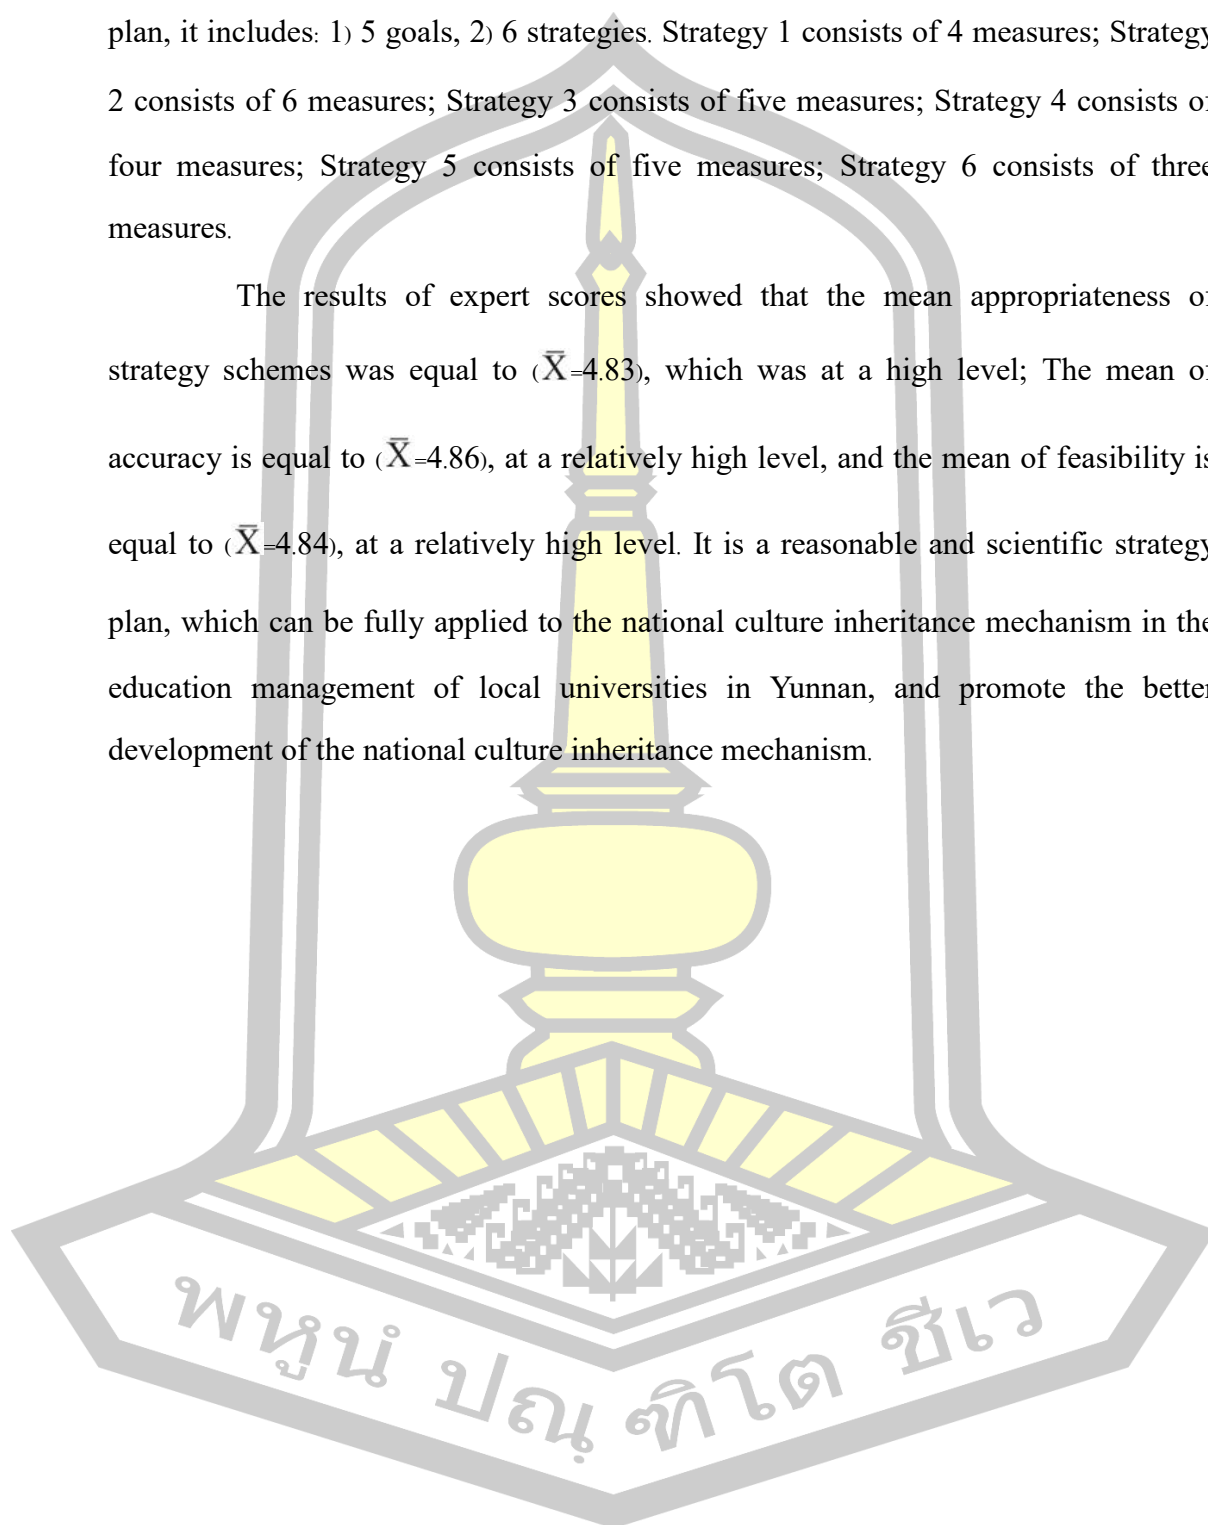 plan, it includes: 1) 5 goals, 2) 6 strategies. Strategy 1 consists of 4 measures; Strategy
2 consists of 6 measures; Strategy 3 consists of five measures; Strategy 4 consists of
four measures; Strategy 5 consists of five measures; Strategy 6 consists of three
measures.
The results of expert scores showed that the mean appropriateness of
strategy schemes was equal to (X̅=4.83), which was at a high level; The mean of
accuracy is equal to (X̅=4.86), at a relatively high level, and the mean of feasibility is
equal to (X̅=4.84), at a relatively high level. It is a reasonable and scientific strategy
plan, which can be fully applied to the national culture inheritance mechanism in the
education management of local universities in Yunnan, and promote the better
development of the national culture inheritance mechanism.
พหูนํ ปณฺฑิโต ชีเว